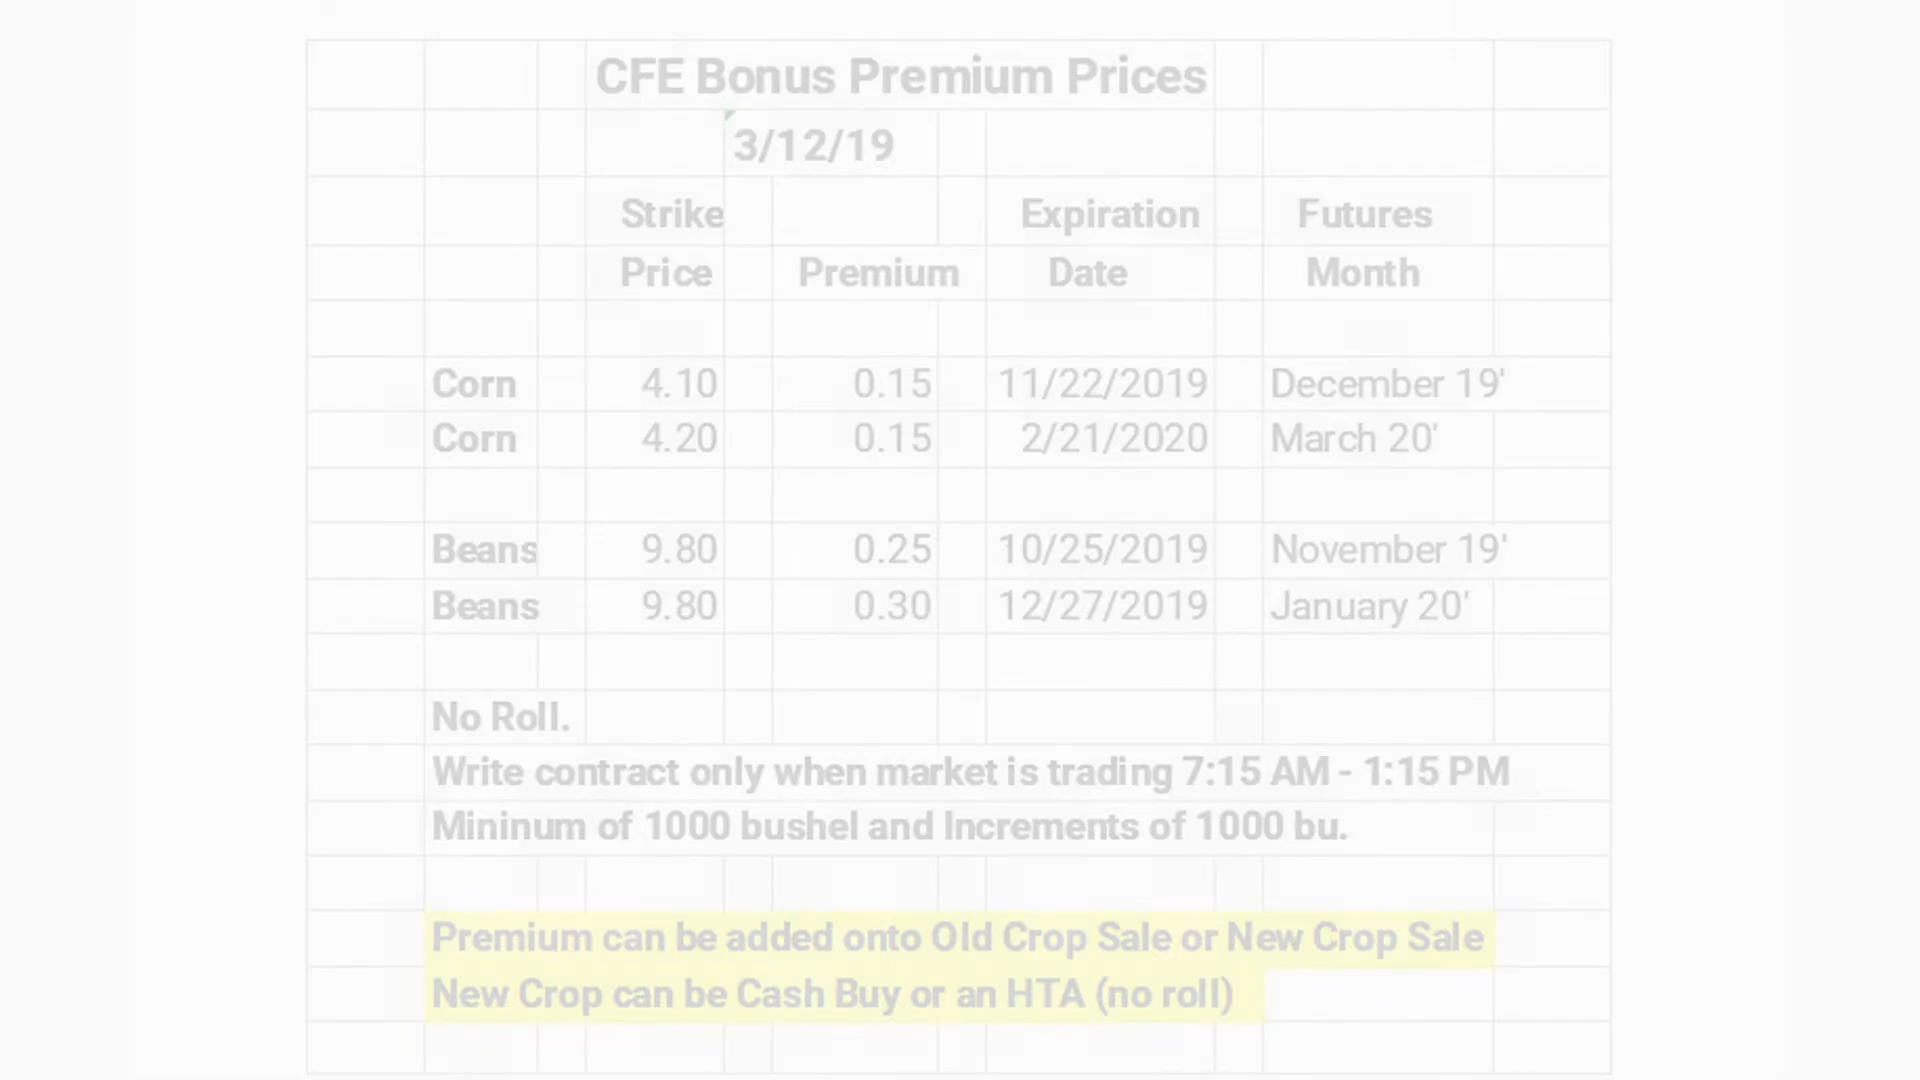 CFE Bonus Premium Prices
3/12/19
Strike Expiration Futures
Price Premium Date Month
Corn 4.10 0.15 11/22/2019 December 19'
Corn 4.20 0.15 2/21/2020 March 20'
Beans 9.80 0.25 10/25/2019 November 19'
Beans 9.80 0.30 12/27/2019 January 20'
No Roll.
Write contract only when market is trading 7:15 AM - 1:15 PM
Mininum of 1000 bushel and Increments of 1000 bu.
Premium can be added onto Old Crop Sale or New Crop Sale
New Crop can be Cash Buy or an HTA (no roll)